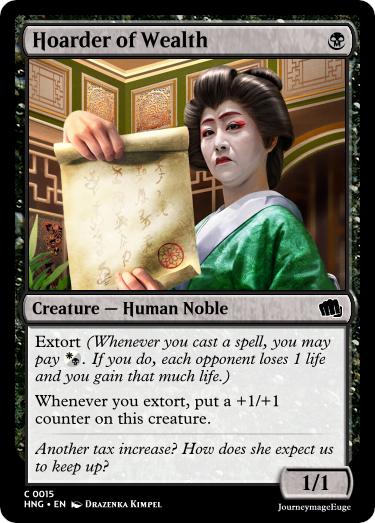 Hoarder of Wealth
Creature — Human Noble
Extort (Whenever you cast a spell, you may
pay . If you do, each opponent loses 1 life
and you gain that much life.)
Whenever you extort, put a +1/+1
counter on this creature.
Another tax increase? How does she expect us
to keep up?
1/1
C 0015
HNG • EN Drazenka Kimpel
JourneymageEuge